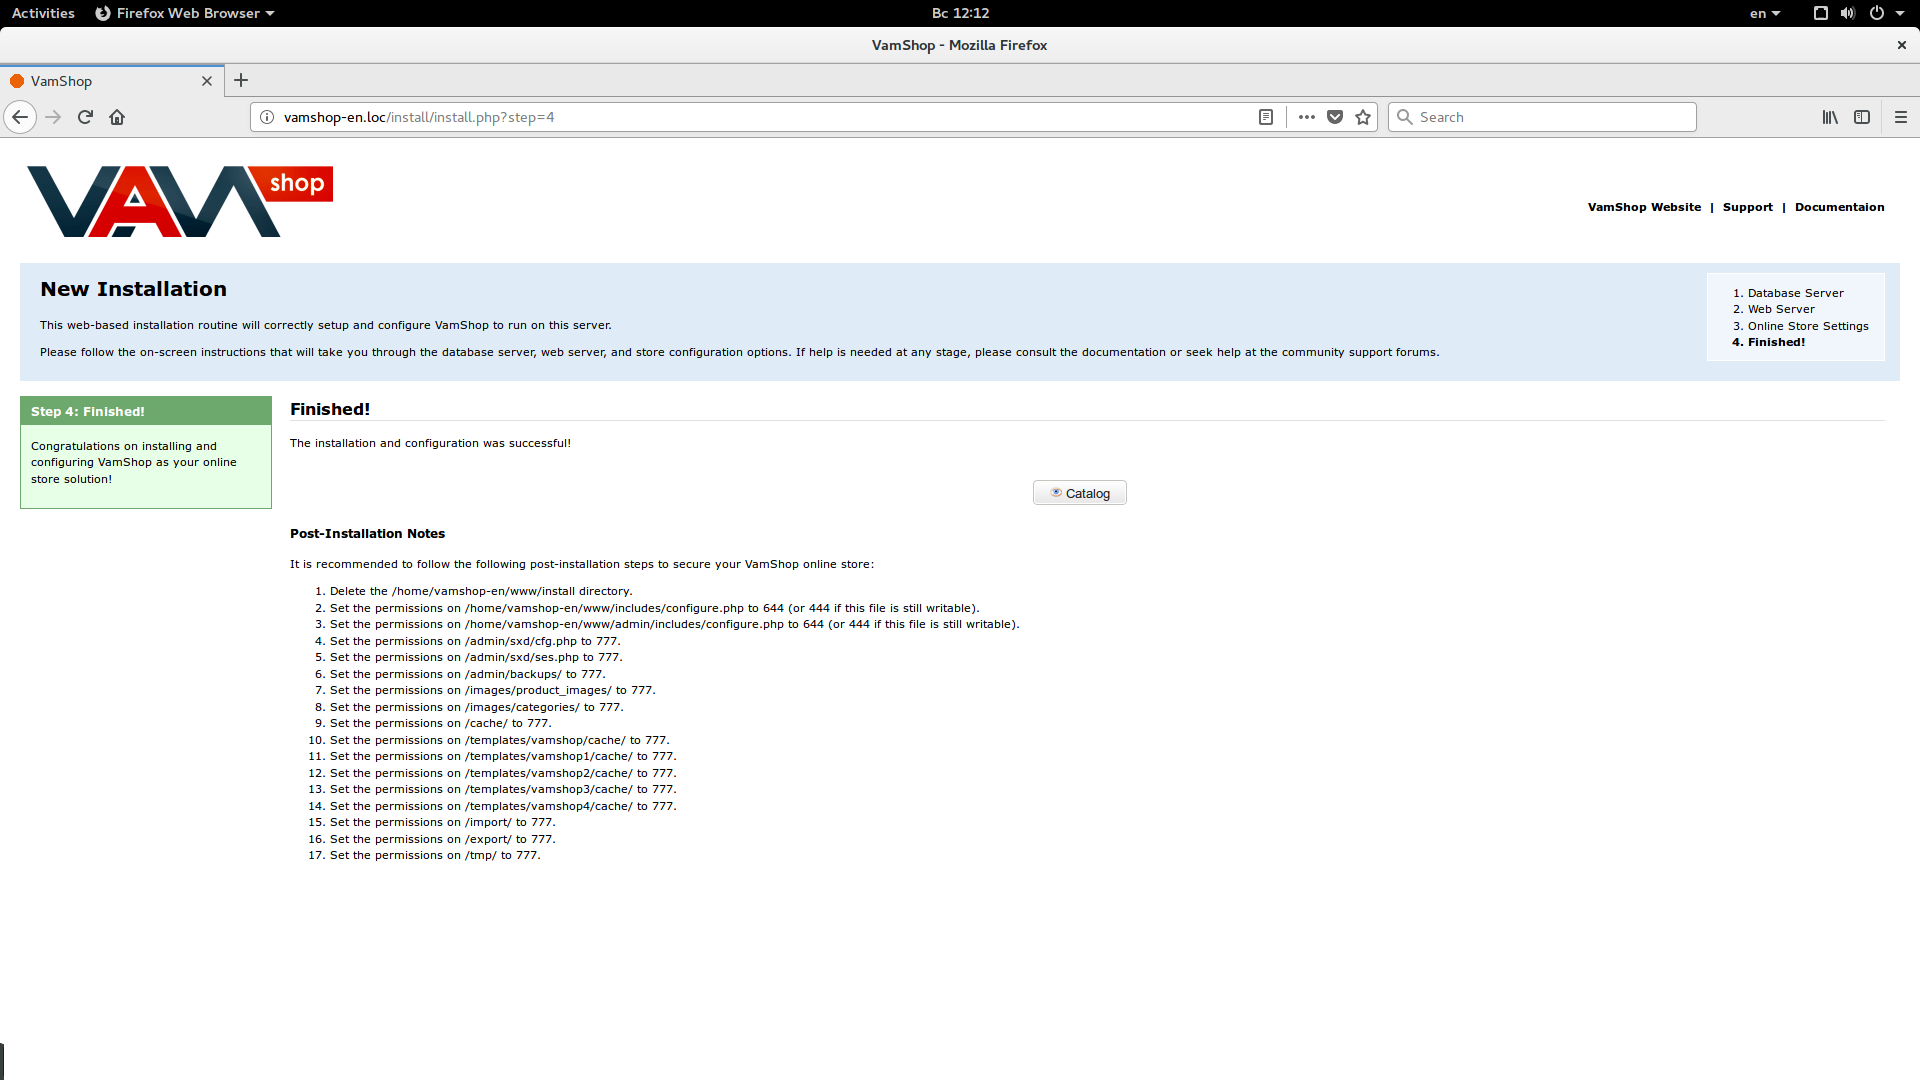 Activities Firefox Web Browser Вс 12:12 en
VamShop - Mozilla Firefox
VamShop
vamshop-en.loc/install/install.php?step=4 Search
VAM shop
VamShop Website | Support | Documentaion
New Installation
This web-based installation routine will correctly setup and configure VamShop to run on this server.
Please follow the on-screen instructions that will take you through the database server, web server, and store configuration options. If help is needed at any stage, please consult the documentation or seek help at the community support forums.
1. Database Server
2. Web Server
3. Online Store Settings
4. Finished!
Step 4: Finished!
Congratulations on installing and
configuring VamShop as your online
store solution!
Finished!
The installation and configuration was successful!
Catalog
Post-Installation Notes
It is recommended to follow the following post-installation steps to secure your VamShop online store:
1. Delete the /home/vamshop-en/www/install directory.
2. Set the permissions on /home/vamshop-en/www/includes/configure.php to 644 (or 444 if this file is still writable).
3. Set the permissions on /home/vamshop-en/www/admin/includes/configure.php to 644 (or 444 if this file is still writable).
4. Set the permissions on /admin/sxd/cfg.php to 777.
5. Set the permissions on /admin/sxd/ses.php to 777.
6. Set the permissions on /admin/backups/ to 777.
7. Set the permissions on /images/product_images/ to 777.
8. Set the permissions on /images/categories/ to 777.
9. Set the permissions on /cache/ to 777.
10. Set the permissions on /templates/vamshop/cache/ to 777.
11. Set the permissions on /templates/vamshop1/cache/ to 777.
12. Set the permissions on /templates/vamshop2/cache/ to 777.
13. Set the permissions on /templates/vamshop3/cache/ to 777.
14. Set the permissions on /templates/vamshop4/cache/ to 777.
15. Set the permissions on /import/ to 777.
16. Set the permissions on /export/ to 777.
17. Set the permissions on /tmp/ to 777.